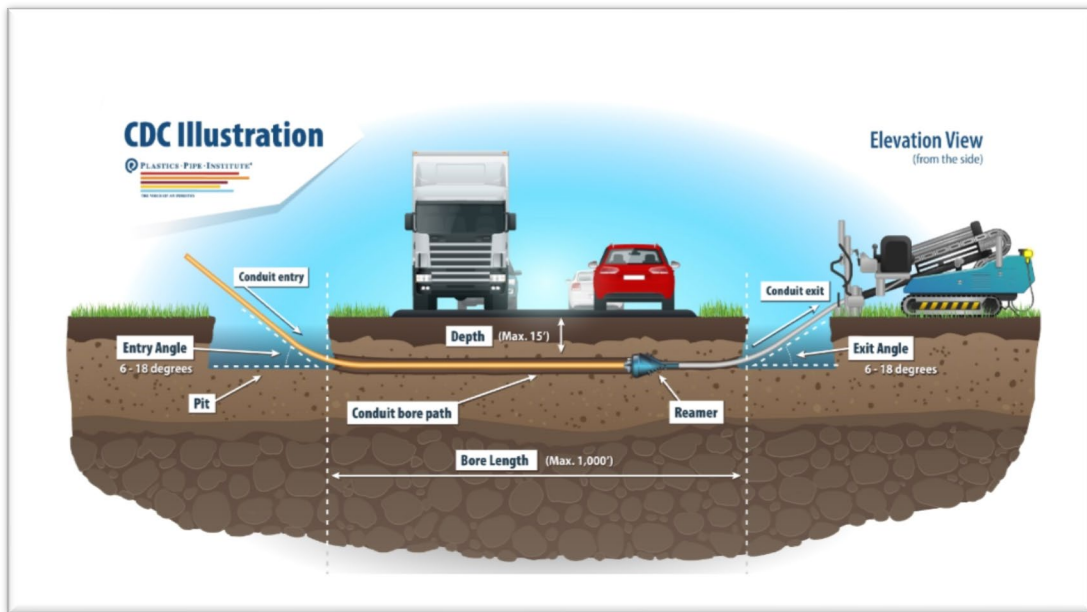 CDC Illustration
PLASTICS·PIPE·INSTITUTE®
Elevation View
(from the side)
Conduit entry
Conduit exit
Depth (Max. 15')
Entry Angle
6 - 18 degrees
Exit Angle
6 - 18 degrees
Pit
Conduit bore path
Reamer
Bore Length (Max. 1,000')